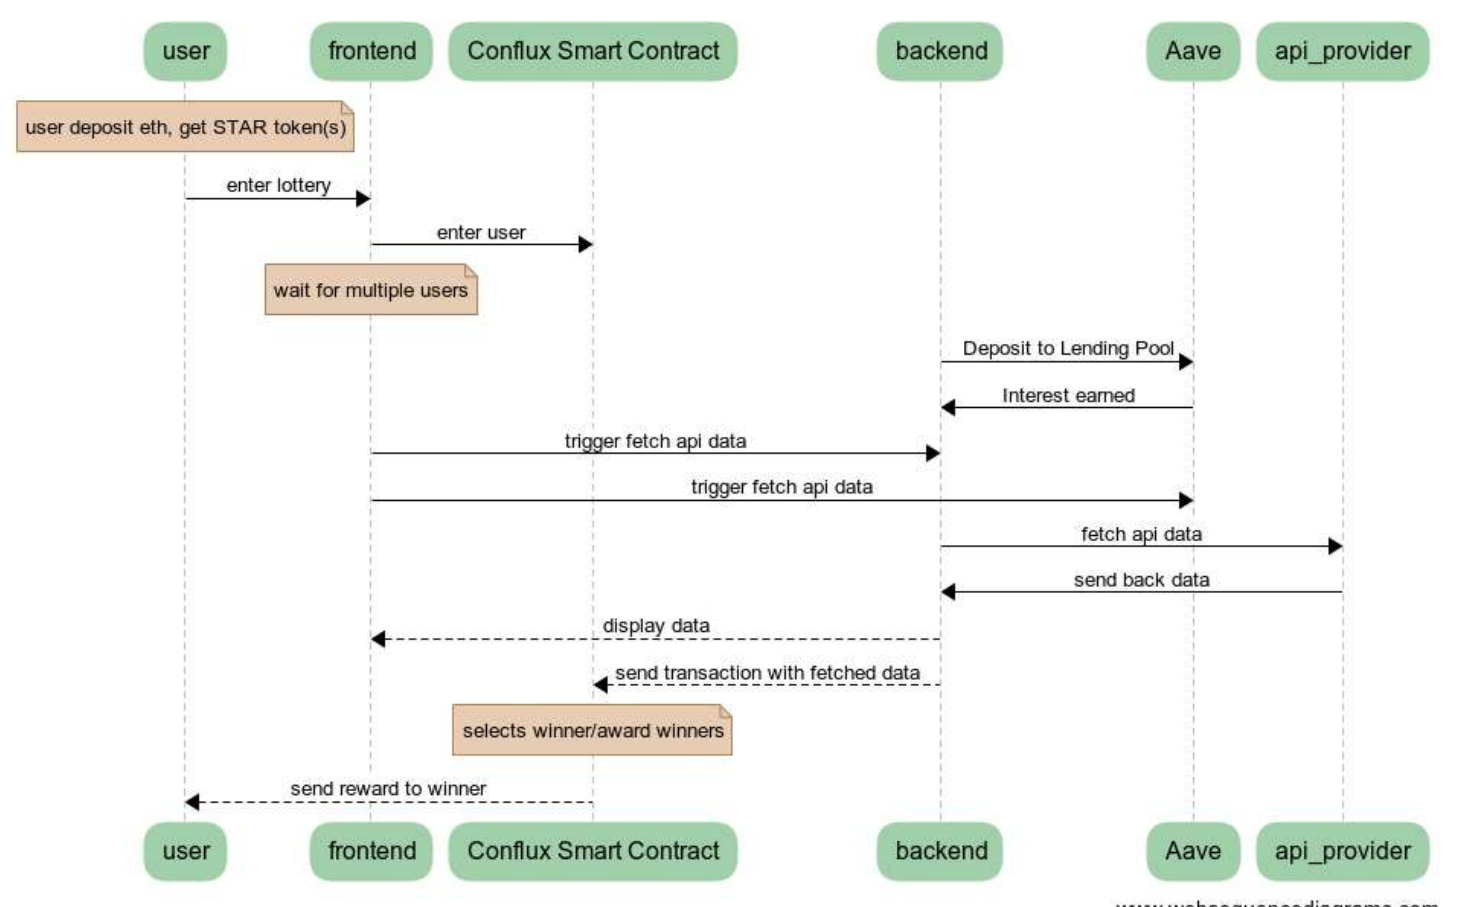 user frontend Conflux Smart Contract backend Aave api_provider
user deposit eth, get STAR token(s)
enter lottery
enter user
wait for multiple users
Deposit to Lending Pool
Interest earned
trigger fetch api data
trigger fetch api data
fetch api data
send back data
display data
send transaction with fetched data
selects winner/award winners
send reward to winner
user frontend Conflux Smart Contract backend Aave api_provider